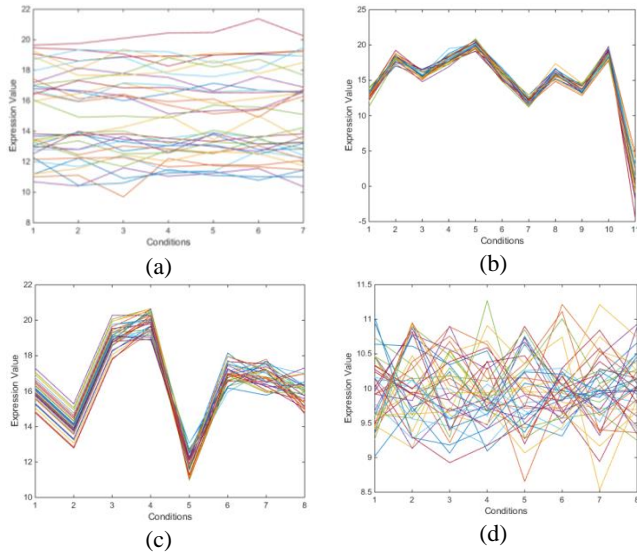 22
20
18
16
14
12
10
8
Expression Value
1 2 3 4 5 6 7
Conditions
(a)
25
20
15
10
5
0
-5
Expression Value
1 2 3 4 5 6 7 8 9 10 11
Conditions
(b)
22
20
18
16
14
12
10
Expression Value
1 2 3 4 5 6 7 8
Conditions
(c)
11.5
11
10.5
10
9.5
9
8.5
Expression Value
1 2 3 4 5 6 7 8
Conditions
(d)